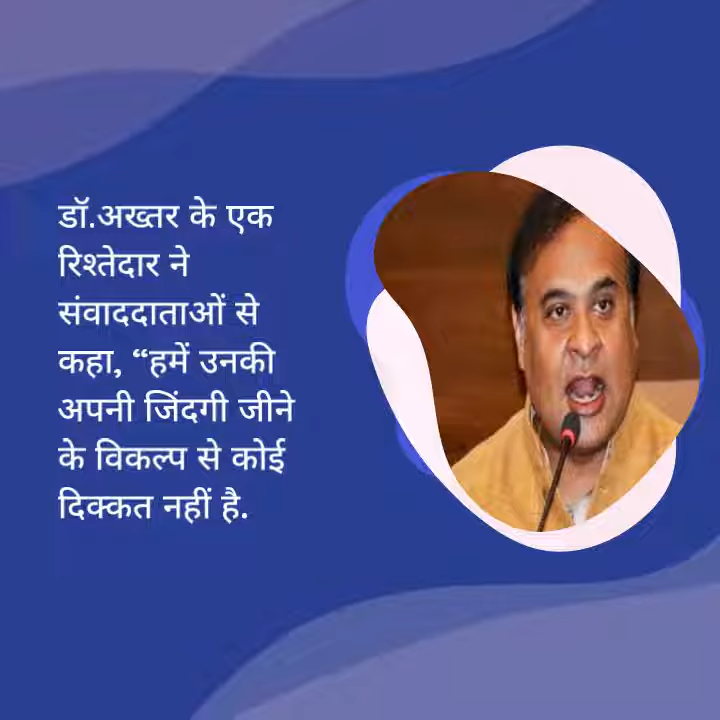 डॉ.अख्तर के एक
रिश्तेदार ने
संवाददाताओं से
कहा, “हमें उनकी
अपनी जिंदगी जीने
के विकल्प से कोई
दिक्कत नहीं है.